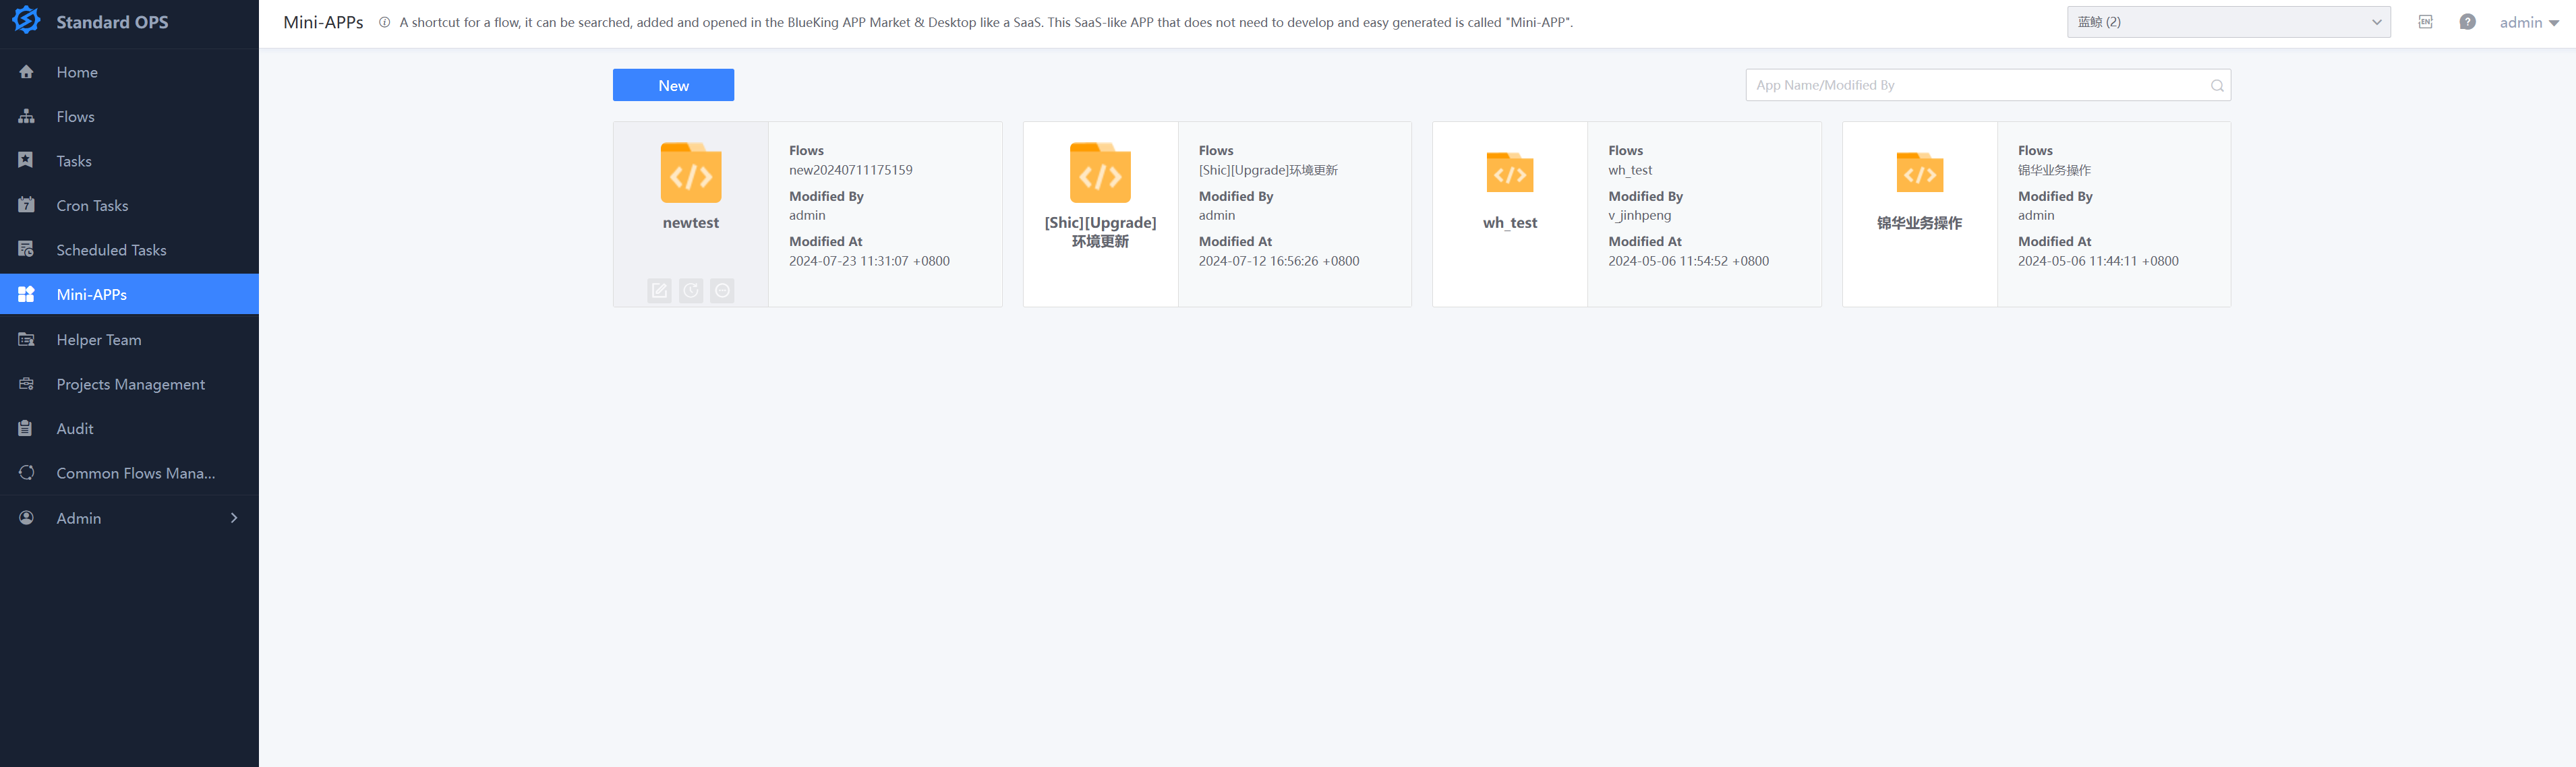 Standard OPS
Home
Flows
Tasks
7
Cron Tasks
Scheduled Tasks
Mini-APPs
Helper Team
Projects Management
Audit
Common Flows Mana...
Admin
Mini-APPs
A shortcut for a flow, it can be searched, added and opened in the BlueKing APP Market & Desktop like a SaaS. This SaaS-like APP that does not need to develop and easy generated is called "Mini-APP".
蓝鲸 (2)
EN
?
admin
New
App Name/Modified By
</>
newtest
Flows
new20240711175159
Modified By
admin
Modified At
2024-07-23 11:31:07 +0800
</>
[Shic][Upgrade]
环境更新
Flows
[Shic][Upgrade]环境更新
Modified By
admin
Modified At
2024-07-12 16:56:26 +0800
</>
wh_test
Flows
wh_test
Modified By
v_jinhpeng
Modified At
2024-05-06 11:54:52 +0800
</>
锦华业务操作
Flows
锦华业务操作
Modified By
admin
Modified At
2024-05-06 11:44:11 +0800